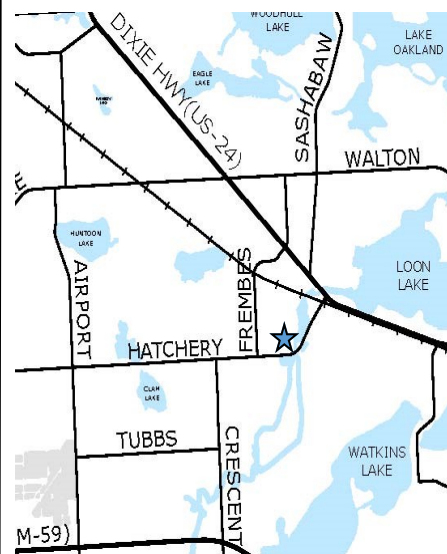 WOODHULL
LAKE
LAKE
OAKLAND
DIXIE HWY(US-24)
EAGLE
LAKE
SASHABAW
WALTON
E
HUNTOON
LAKE
AIRPORT
FREMBES
LOON
LAKE
HATCHERY
CLAM
LAKE
TUBBS
CRESCENT
WATKINS
LAKE
M-59)